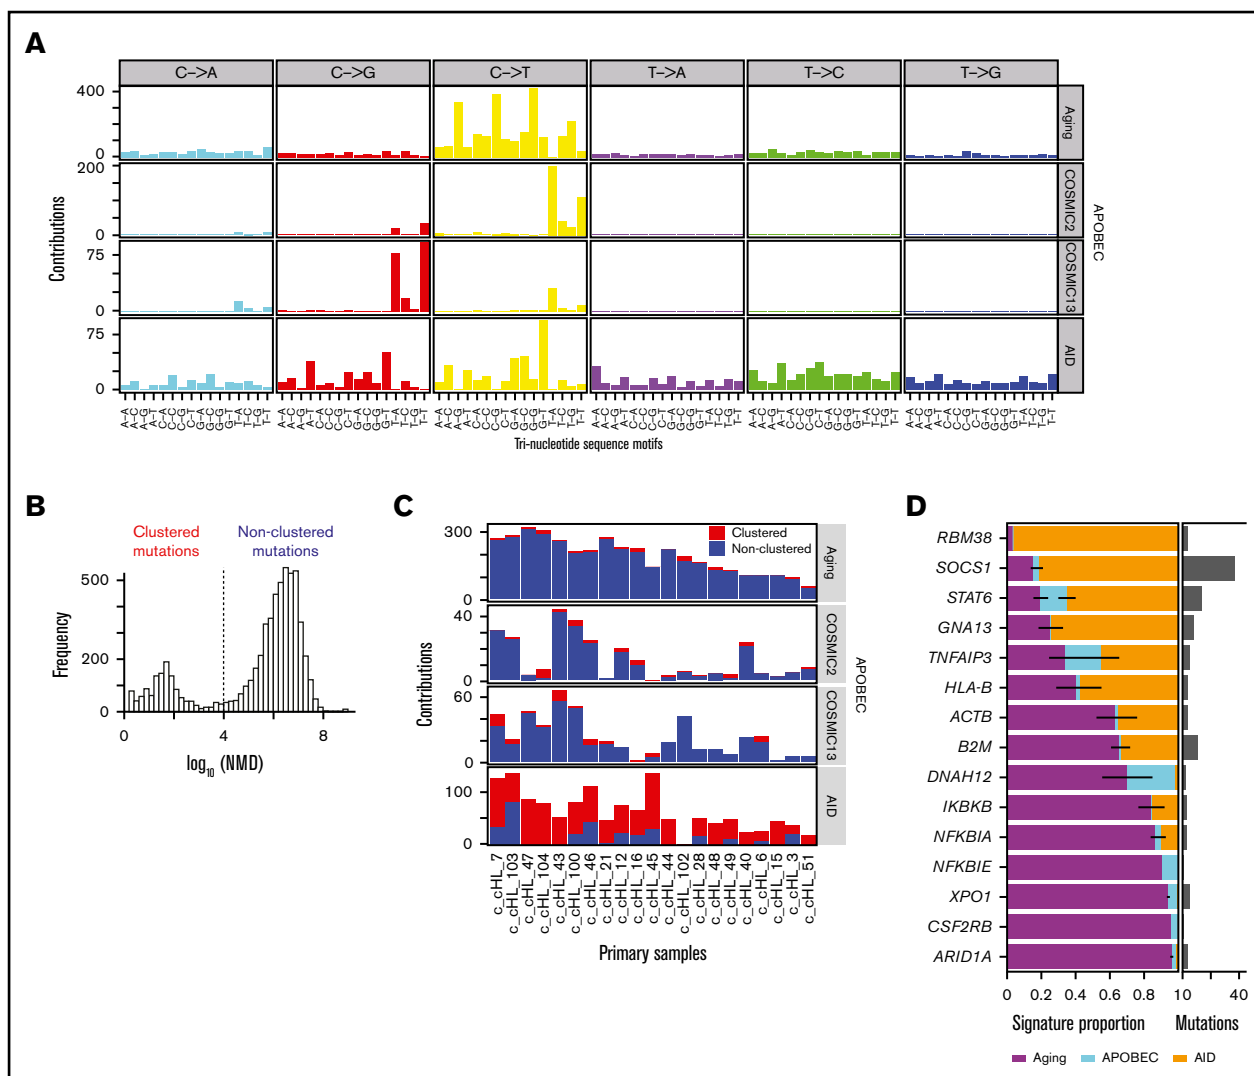 A
C->A C->G C->T T->A T->C T->G
400
0
Aging
200
0
COSMIC2
75
0
COSMIC13
75
0
AID
APOBEC
Contributions
A–A A–C A–G A–T C–A C–C C–G C–T G–A G–C G–G G–T T–A T–C T–G T–T
A–A A–C A–G A–T C–A C–C C–G C–T G–A G–C G–G G–T T–A T–C T–G T–T
A–A A–C A–G A–T C–A C–C C–G C–T G–A G–C G–G G–T T–A T–C T–G T–T
A–A A–C A–G A–T C–A C–C C–G C–T G–A G–C G–G G–T T–A T–C T–G T–T
A–A A–C A–G A–T C–A C–C C–G C–T G–A G–C G–G G–T T–A T–C T–G T–T
A–A A–C A–G A–T C–A C–C C–G C–T G–A G–C G–G G–T T–A T–C T–G T–T
Tri-nucleotide sequence motifs
B
Clustered mutations
Non-clustered mutations
500
200
0
Frequency
0 4 8
log10 (NMD)
C
Clustered
Non-clustered
300
0
Aging
40
0
COSMIC2
60
0
COSMIC13
100
0
AID
APOBEC
Contributions
c_cHL_7
c_cHL_103
c_cHL_47
c_cHL_104
c_cHL_43
c_cHL_100
c_cHL_46
c_cHL_21
c_cHL_12
c_cHL_16
c_cHL_45
c_cHL_44
c_cHL_102
c_cHL_28
c_cHL_48
c_cHL_49
c_cHL_40
c_cHL_6
c_cHL_15
c_cHL_3
c_cHL_51
Primary samples
D
RBM38
SOCS1
STAT6
GNA13
TNFAIP3
HLA-B
ACTB
B2M
DNAH12
IKBKB
NFKBIA
NFKBIE
XPO1
CSF2RB
ARID1A
0 0.2 0.4 0.6 0.8 10 40
Signature proportion
Mutations
Aging APOBEC AID